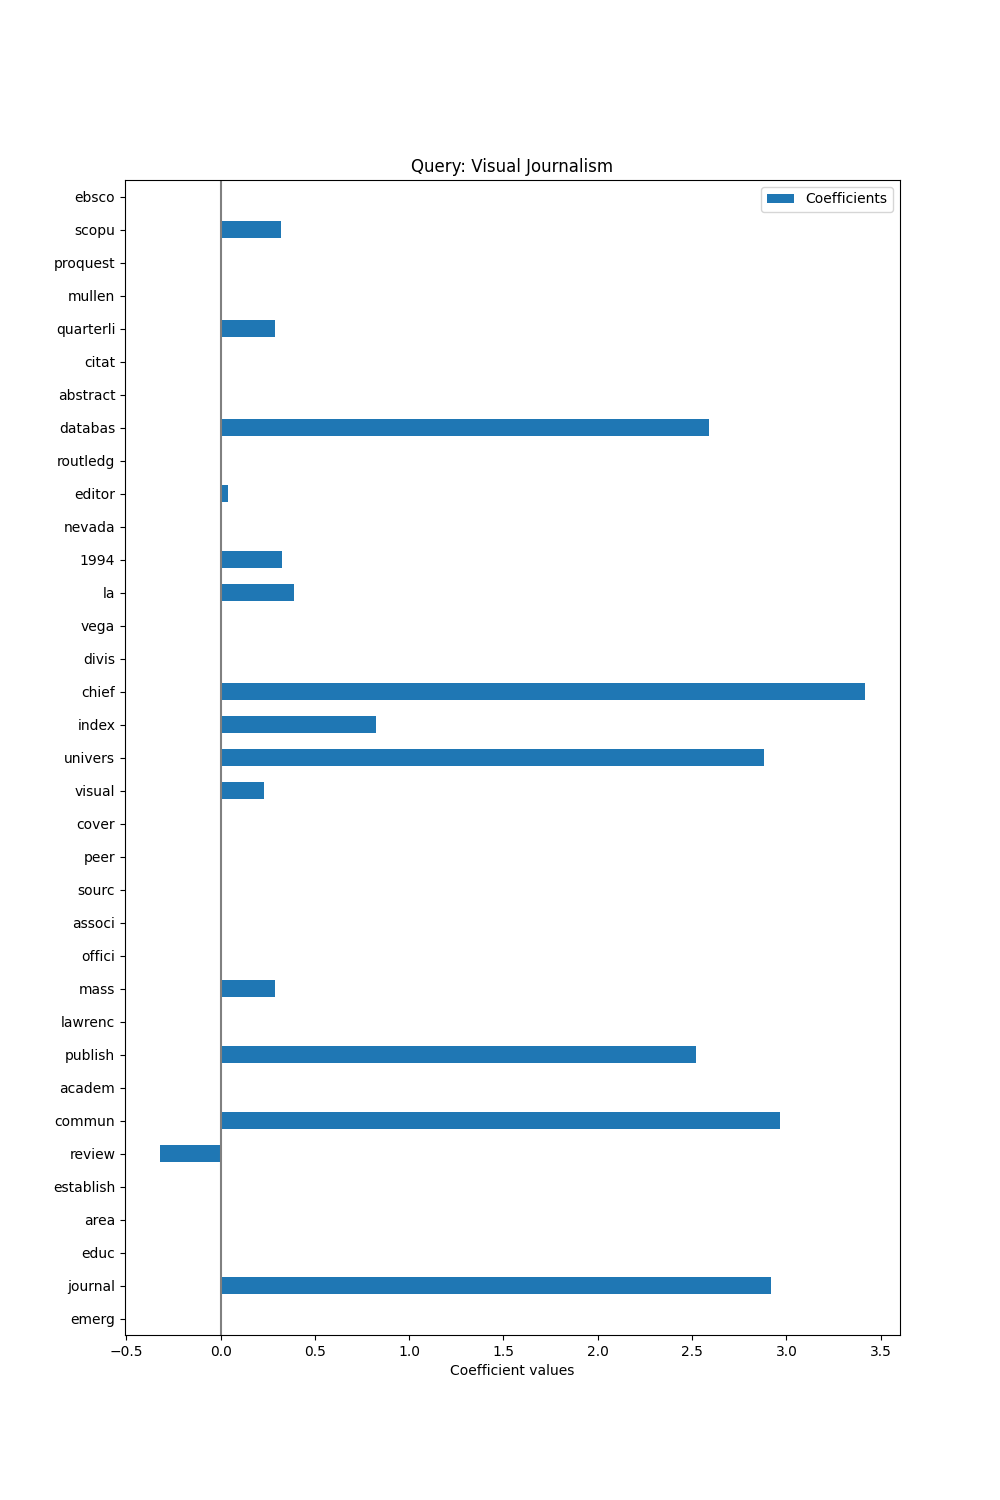 Query: Visual Journalism
Coefficients
ebsco
scopu
proquest
mullen
quarterli
citat
abstract
databas
routledg
editor
nevada
1994
la
vega
divis
chief
index
univers
visual
cover
peer
sourc
associ
offici
mass
lawrenc
publish
academ
commun
review
establish
area
educ
journal
emerg
−0.5 0.0 0.5 1.0 1.5 2.0 2.5 3.0 3.5
Coefficient values